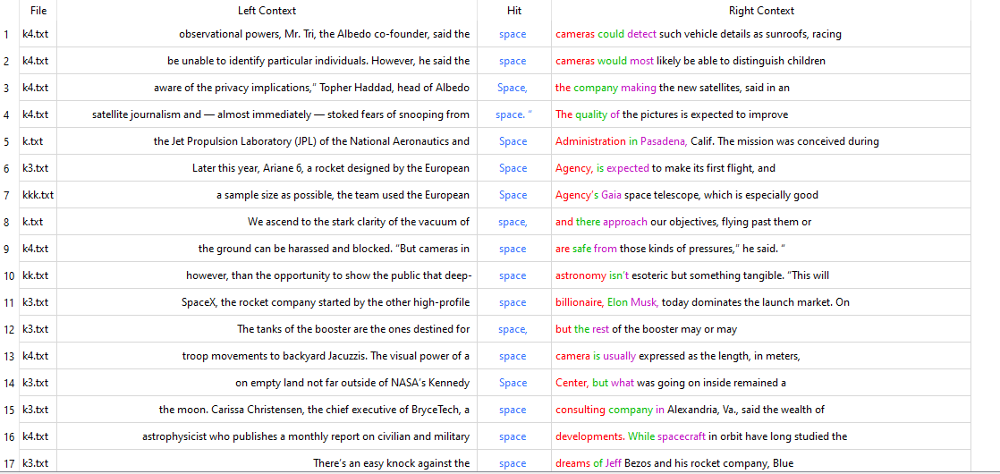 File Left Context Hit Right Context
1 k4.txt observational powers, Mr. Tri, the Albedo co-founder, said the space cameras could detect such vehicle details as sunroofs, racing
2 k4.txt be unable to identify particular individuals. However, he said the space cameras would most likely be able to distinguish children
3 k4.txt aware of the privacy implications,” Topher Haddad, head of Albedo Space, the company making the new satellites, said in an
4 k4.txt satellite journalism and — almost immediately — stoked fears of snooping from space. “ The quality of the pictures is expected to improve
5 k.txt the Jet Propulsion Laboratory (JPL) of the National Aeronautics and Space Administration in Pasadena, Calif. The mission was conceived during
6 k3.txt Later this year, Ariane 6, a rocket designed by the European Space Agency, is expected to make its first flight, and
7 kkk.txt a sample size as possible, the team used the European Space Agency’s Gaia space telescope, which is especially good
8 k.txt We ascend to the stark clarity of the vacuum of space, and there approach our objectives, flying past them or
9 k4.txt the ground can be harassed and blocked. “But cameras in space are safe from those kinds of pressures,” he said. “
10 kk.txt however, than the opportunity to show the public that deep- space astronomy isn’t esoteric but something tangible. “This will
11 k3.txt SpaceX, the rocket company started by the other high-profile space billionaire, Elon Musk, today dominates the launch market. On
12 k3.txt The tanks of the booster are the ones destined for space, but the rest of the booster may or may
13 k4.txt troop movements to backyard Jacuzzis. The visual power of a space camera is usually expressed as the length, in meters,
14 k3.txt on empty land not far outside of NASA’s Kennedy Space Center, but what was going on inside remained a
15 k3.txt the moon. Carissa Christensen, the chief executive of BryceTech, a space consulting company in Alexandria, Va., said the wealth of
16 k4.txt astrophysicist who publishes a monthly report on civilian and military space developments. While spacecraft in orbit have long studied the
17 k3.txt There’s an easy knock against the space dreams of Jeff Bezos and his rocket company, Blue